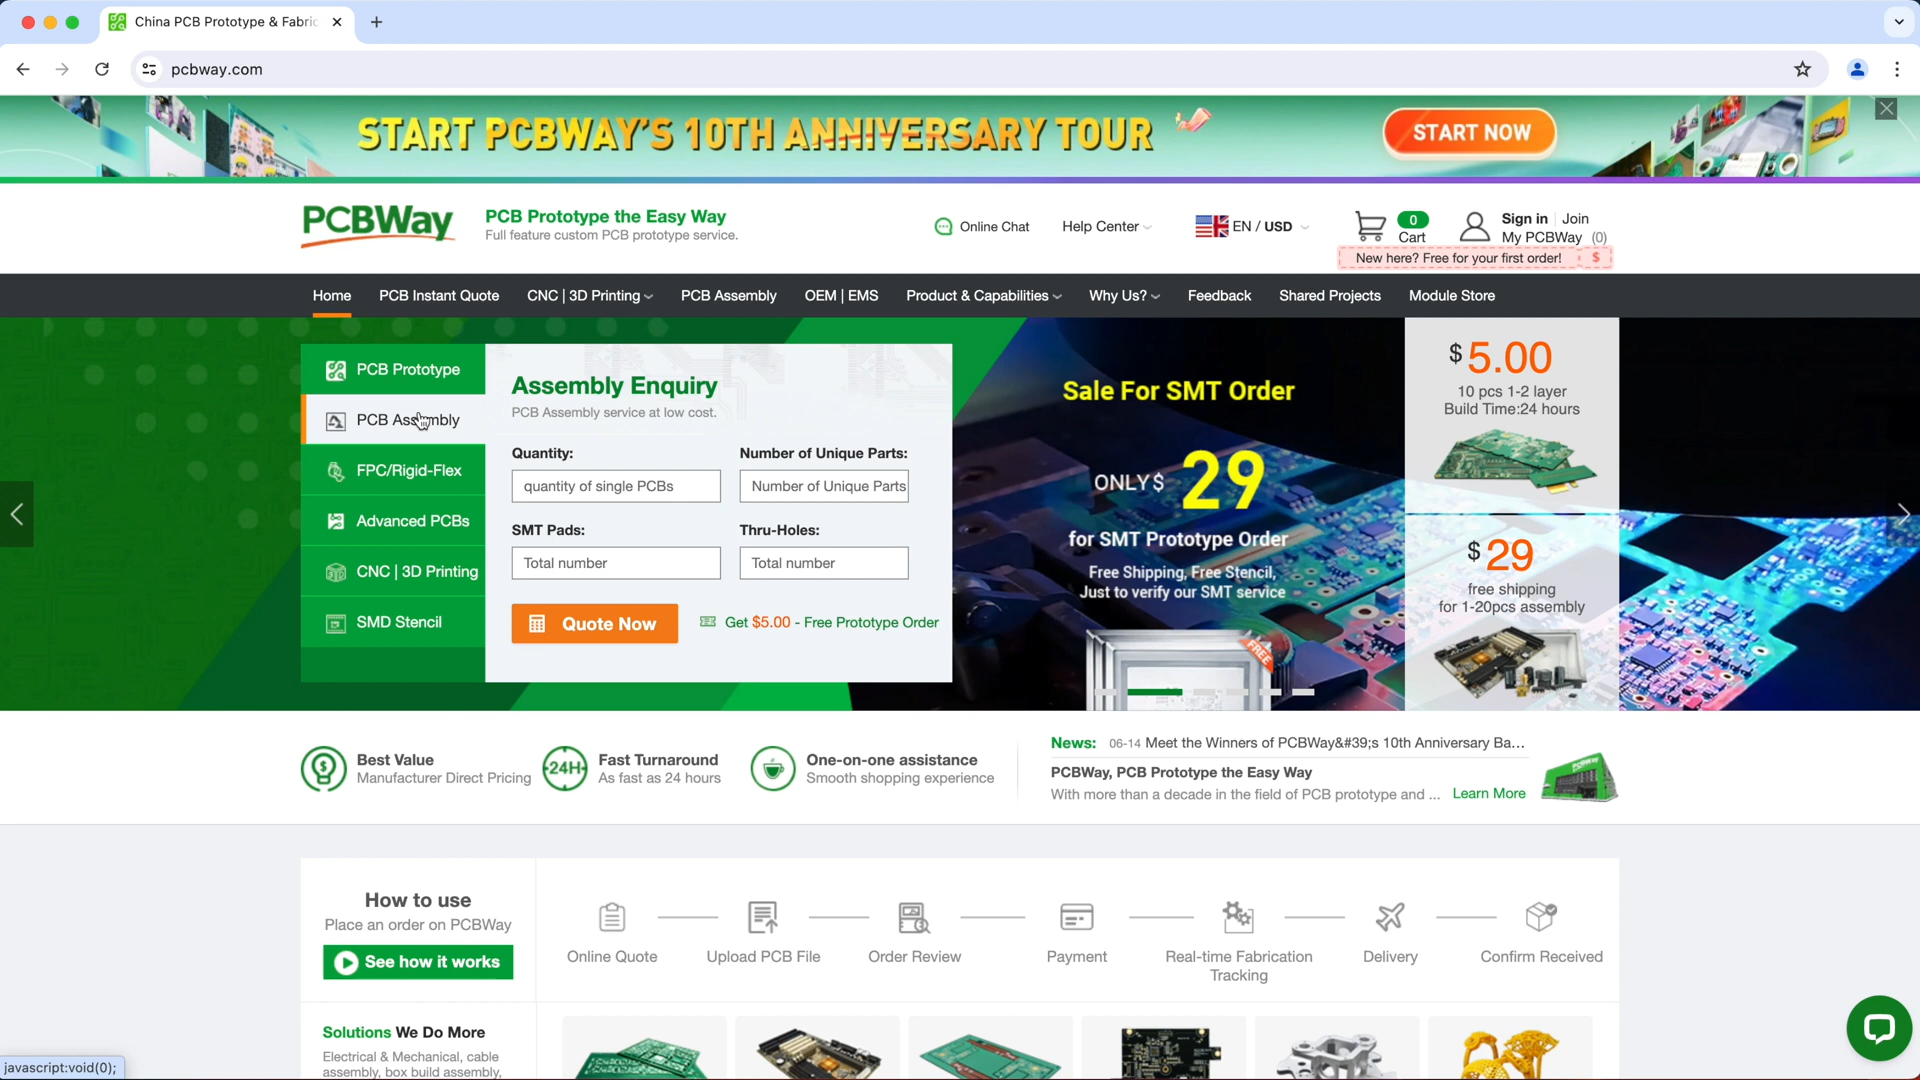 China PCB Prototype & Fabric
pcbway.com
START PCBWAY'S 10TH ANNIVERSARY TOUR
START NOW
PCBWay
PCB Prototype the Easy Way
Full feature custom PCB prototype service.
Online Chat
Help Center
EN / USD
0
Cart
Sign in
Join
My PCBWay (0)
New here? Free for your first order!
$
Home
PCB Instant Quote
CNC | 3D Printing
PCB Assembly
OEM | EMS
Product & Capabilities
Why Us?
Feedback
Shared Projects
Module Store
PCB Prototype
PCB Assembly
FPC/Rigid-Flex
Advanced PCBs
CNC | 3D Printing
SMD Stencil
Assembly Enquiry
PCB Assembly service at low cost.
Quantity:
Number of Unique Parts:
quantity of single PCBs
Number of Unique Parts
SMT Pads:
Thru-Holes:
Total number
Total number
Quote Now
Get $5.00 - Free Prototype Order
Sale For SMT Order
ONLY $ 29
for SMT Prototype Order
Free Shipping, Free Stencil,
Just to verify our SMT service
FREE
$5.00
10 pcs 1-2 layer
Build Time:24 hours
$29
free shipping
for 1-20pcs assembly
Best Value
Manufacturer Direct Pricing
24H
Fast Turnaround
As fast as 24 hours
One-on-one assistance
Smooth shopping experience
News: 06-14 Meet the Winners of PCBWay&#39;s 10th Anniversary Ba...
PCBWay, PCB Prototype the Easy Way
With more than a decade in the field of PCB prototype and ... Learn More
PCBWay
How to use
Place an order on PCBWay
See how it works
Online Quote
Upload PCB File
Order Review
Payment
Real-time Fabrication
Tracking
Delivery
Confirm Received
Solutions We Do More
Electrical & Mechanical, cable
assembly, box build assembly,
javascript:void(0);